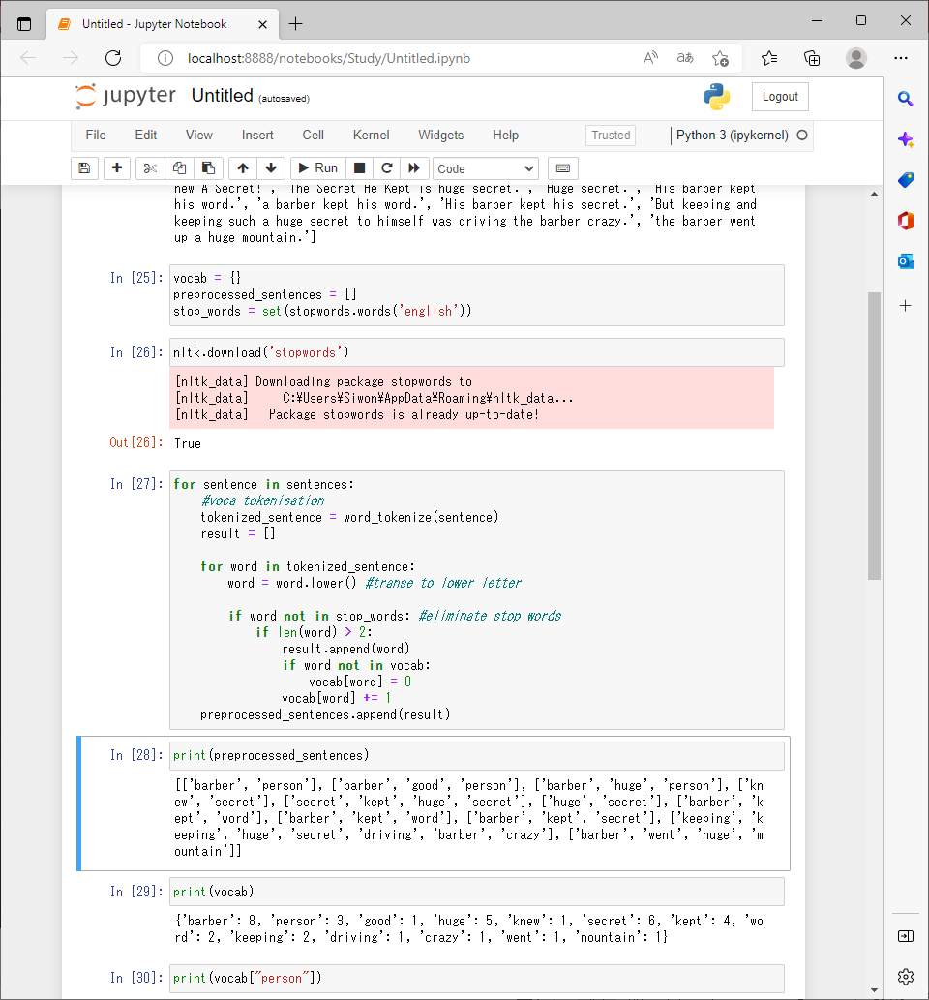 Untitled - Jupyter Notebook
localhost:8888/notebooks/Study/Untitled.ipynb
jupyter Untitled (autosaved)
Logout
File Edit View Insert Cell Kernel Widgets Help
Trusted
Python 3 (ipykernel)
Run
Code
new A Secret!', 'The Secret He Kept is huge secret.', 'Huge secret.', 'His barber kept
his word.', 'a barber kept his word.', 'His barber kept his secret.', 'But keeping and
keeping such a huge secret to himself was driving the barber crazy.', 'the barber went
up a huge mountain.']
In [25]: vocab = {}
preprocessed_sentences = []
stop_words = set(stopwords.words('english'))
In [26]: nltk.download('stopwords')
[nltk_data] Downloading package stopwords to
[nltk_data]     C:¥Users¥Siwon¥AppData¥Roaming¥nltk_data...
[nltk_data]   Package stopwords is already up-to-date!
Out[26]: True
In [27]: for sentence in sentences:
    #voca tokenisation
    tokenized_sentence = word_tokenize(sentence)
    result = []
    for word in tokenized_sentence:
        word = word.lower() #transe to lower letter
        if word not in stop_words: #eliminate stop words
            if len(word) > 2:
                result.append(word)
                if word not in vocab:
                    vocab[word] = 0
                vocab[word] += 1
    preprocessed_sentences.append(result)
In [28]: print(preprocessed_sentences)
[['barber', 'person'], ['barber', 'good', 'person'], ['barber', 'huge', 'person'], ['kn
ew', 'secret'], ['secret', 'kept', 'huge', 'secret'], ['huge', 'secret'], ['barber', 'k
ept', 'word'], ['barber', 'kept', 'word'], ['barber', 'kept', 'secret'], ['keeping', 'k
eeping', 'huge', 'secret', 'driving', 'barber', 'crazy'], ['barber', 'went', 'huge', 'm
ountain']]
In [29]: print(vocab)
{'barber': 8, 'person': 3, 'good': 1, 'huge': 5, 'knew': 1, 'secret': 6, 'kept': 4, 'wo
rd': 2, 'keeping': 2, 'driving': 1, 'crazy': 1, 'went': 1, 'mountain': 1}
In [30]: print(vocab["person"])